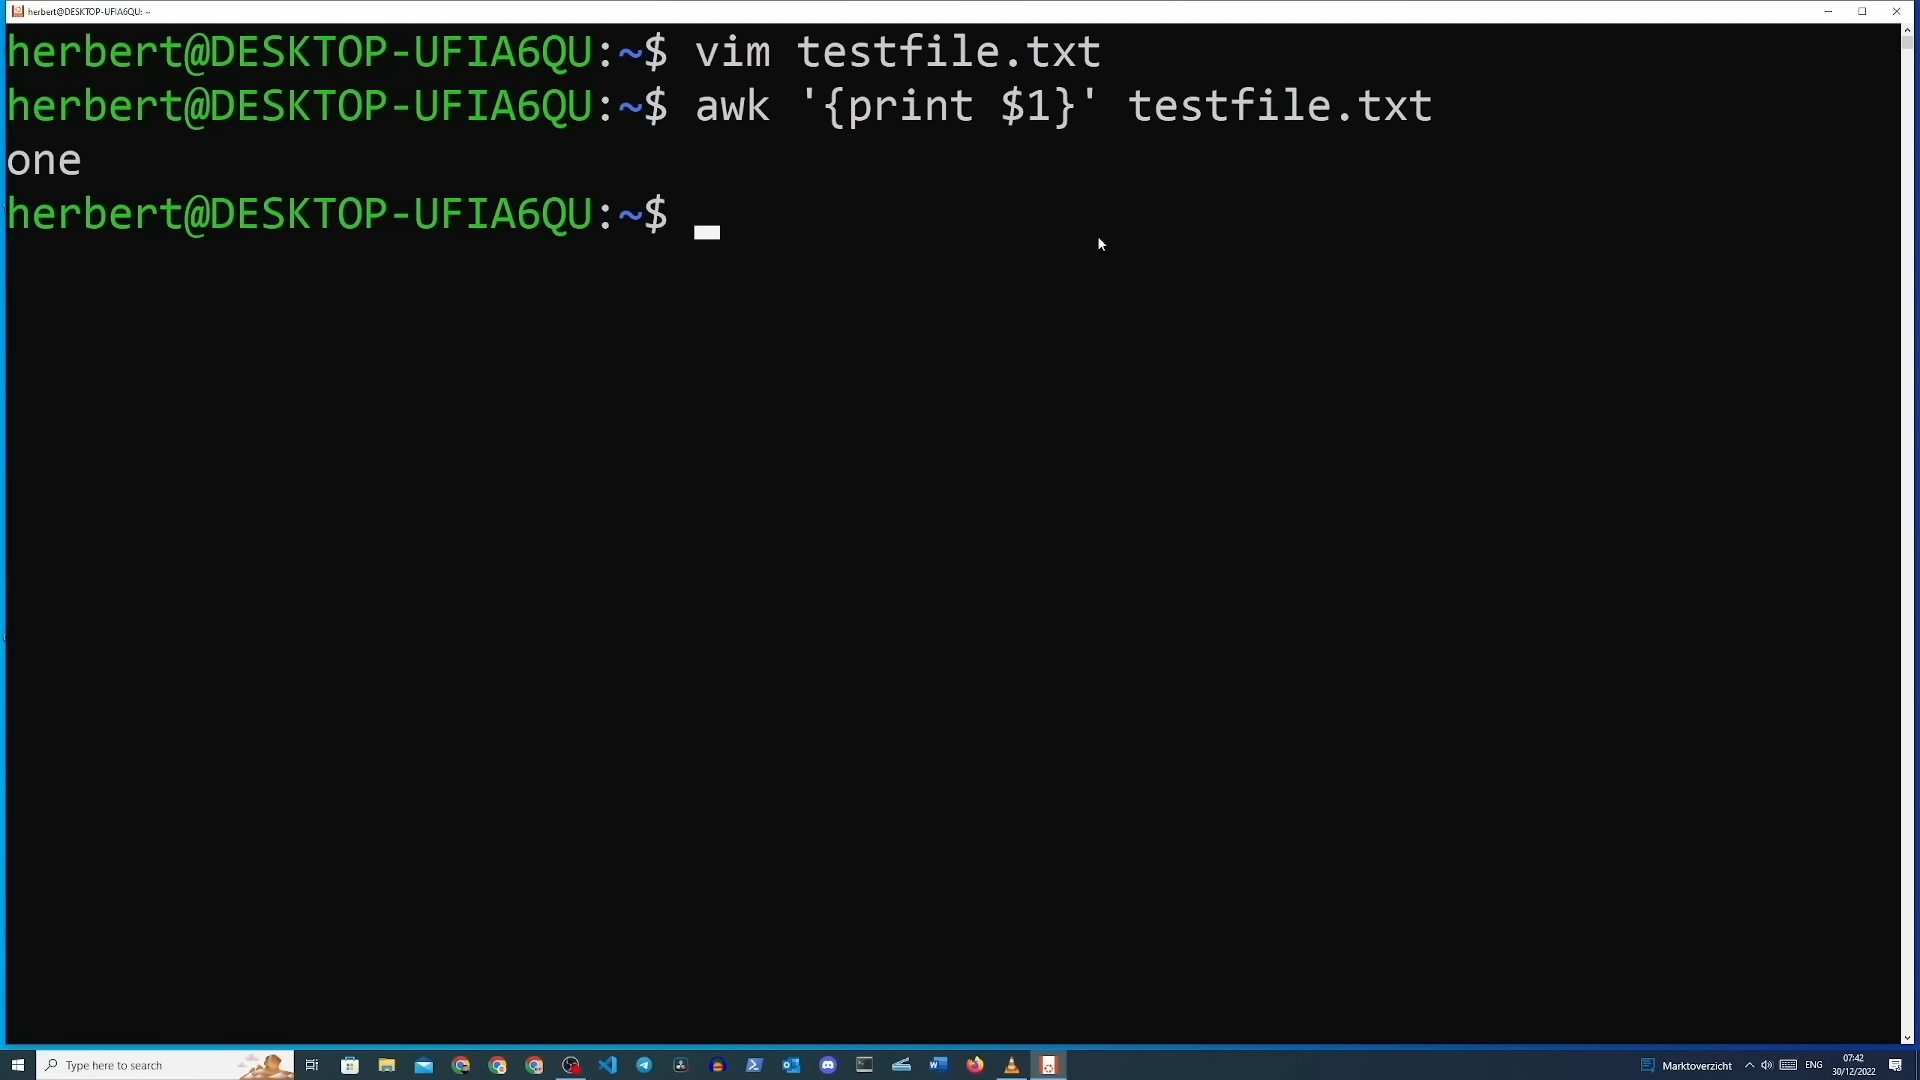 herbert@DESKTOP-UFIA6QU: ~
herbert@DESKTOP-UFIA6QU:~$ vim testfile.txt
herbert@DESKTOP-UFIA6QU:~$ awk '{print $1}' testfile.txt
one
herbert@DESKTOP-UFIA6QU:~$
Type here to search
Marktoverzicht
ENG
07:42
30/12/2022